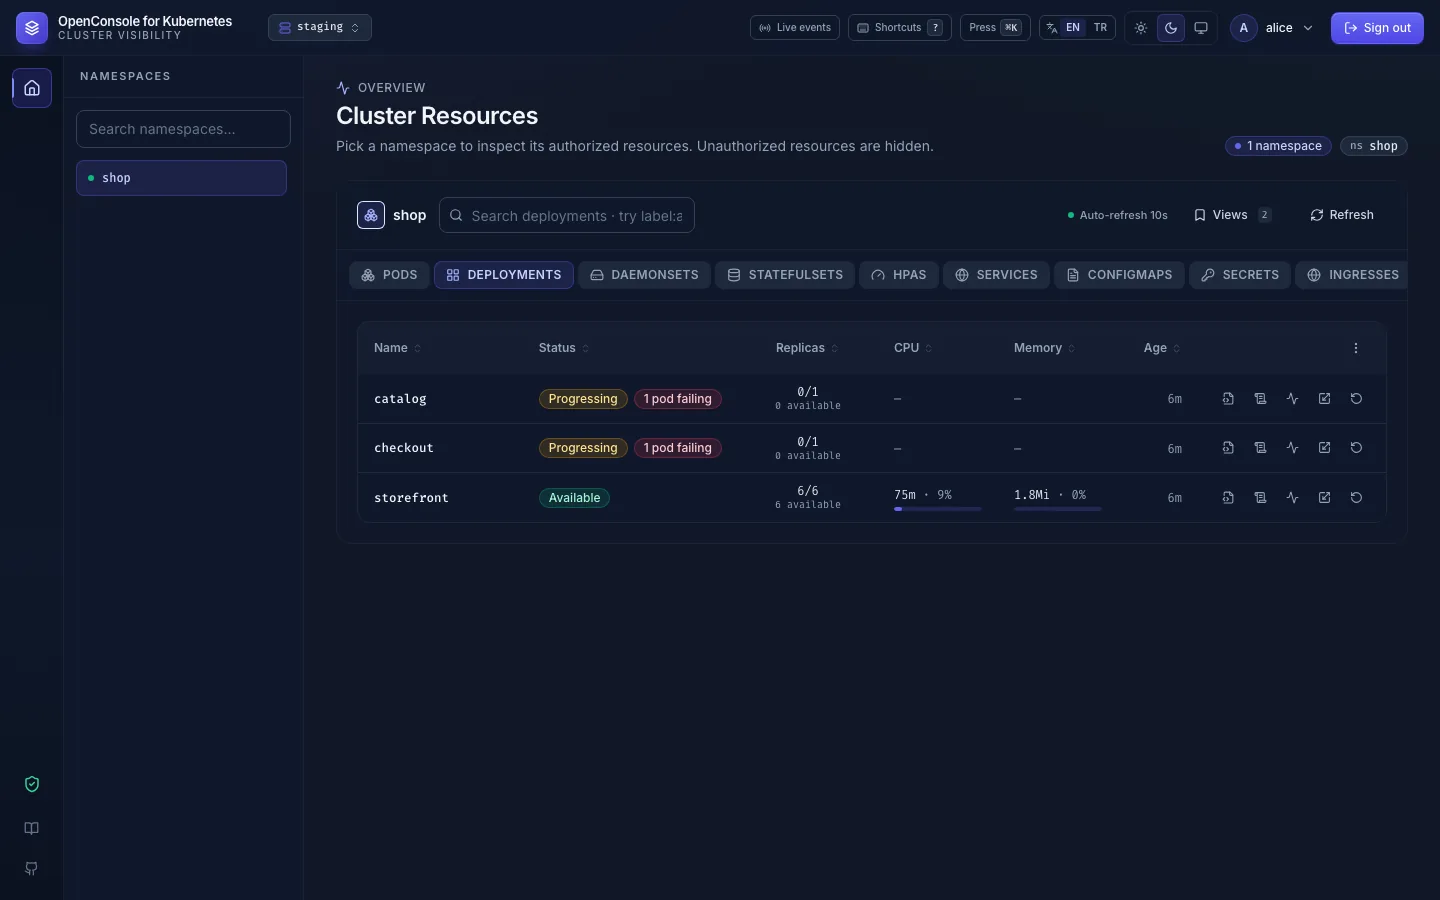 OpenConsole for Kubernetes
CLUSTER VISIBILITY
staging
Live events
Shortcuts ?
Press ⌘K
EN TR
A alice
Sign out
NAMESPACES
Search namespaces...
shop
OVERVIEW
Cluster Resources
Pick a namespace to inspect its authorized resources. Unauthorized resources are hidden.
1 namespace
ns shop
shop
Search deployments · try label:a
Auto-refresh 10s
Views 2
Refresh
PODS DEPLOYMENTS DAEMONSETS STATEFULSETS HPAS SERVICES CONFIGMAPS SECRETS INGRESSES
Name Status Replicas CPU Memory Age
catalog Progressing 1 pod failing 0/1 — — 6m
0 available
checkout Progressing 1 pod failing 0/1 — — 6m
0 available
storefront Available 6/6 75m · 9% 1.8Mi · 0% 6m
6 available